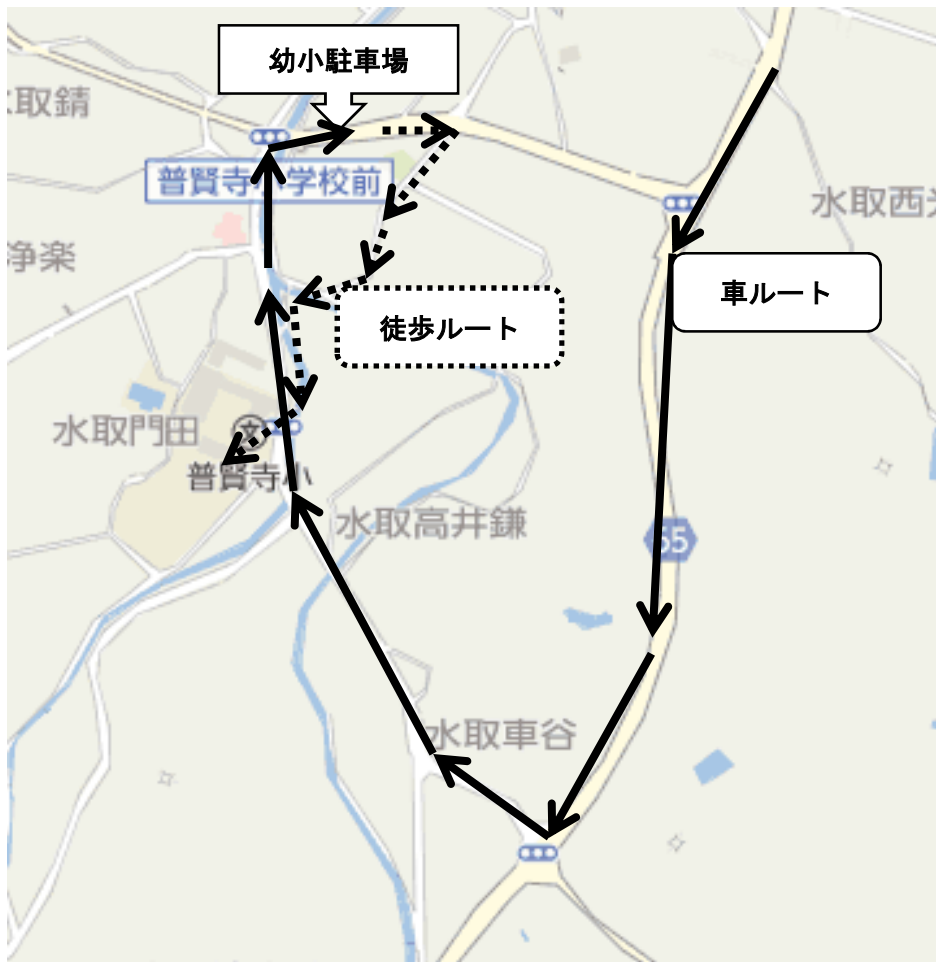 幼小駐車場
水取錆
普賢寺小学校前
水取西
浄楽
車ルート
徒歩ルート
水取門田
文
普賢寺小
水取高井鎌
65
水取車谷